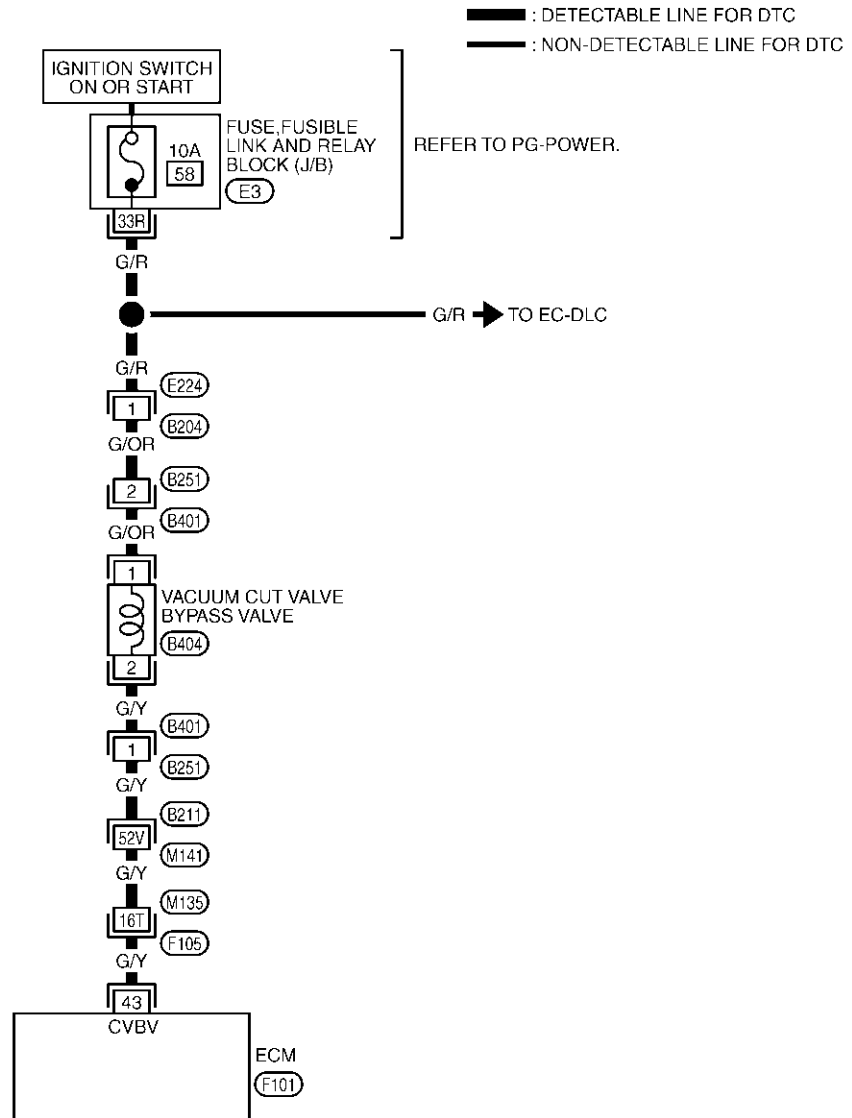 : DETECTABLE LINE FOR DTC
: NON-DETECTABLE LINE FOR DTC
IGNITION SWITCH
ON OR START
10A
58
FUSE,FUSIBLE
LINK AND RELAY
BLOCK (J/B)
E3
REFER TO PG-POWER.
33R
G/R
G/R TO EC-DLC
G/R
E224
1
B204
G/OR
B251
2
B401
G/OR
1
VACUUM CUT VALVE
BYPASS VALVE
B404
2
G/Y
B401
1
B251
G/Y
B211
52V
M141
G/Y
M135
16T
F105
G/Y
43
CVBV
ECM
F101